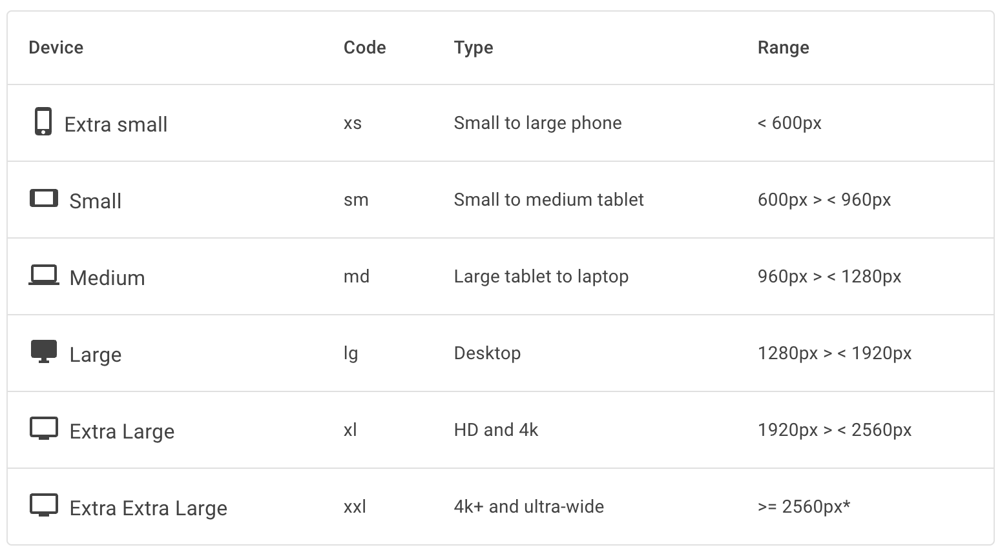 Device Code Type Range
Extra small xs Small to large phone < 600px
Small sm Small to medium tablet 600px > < 960px
Medium md Large tablet to laptop 960px > < 1280px
Large lg Desktop 1280px > < 1920px
Extra Large xl HD and 4k 1920px > < 2560px
Extra Extra Large xxl 4k+ and ultra-wide >= 2560px*